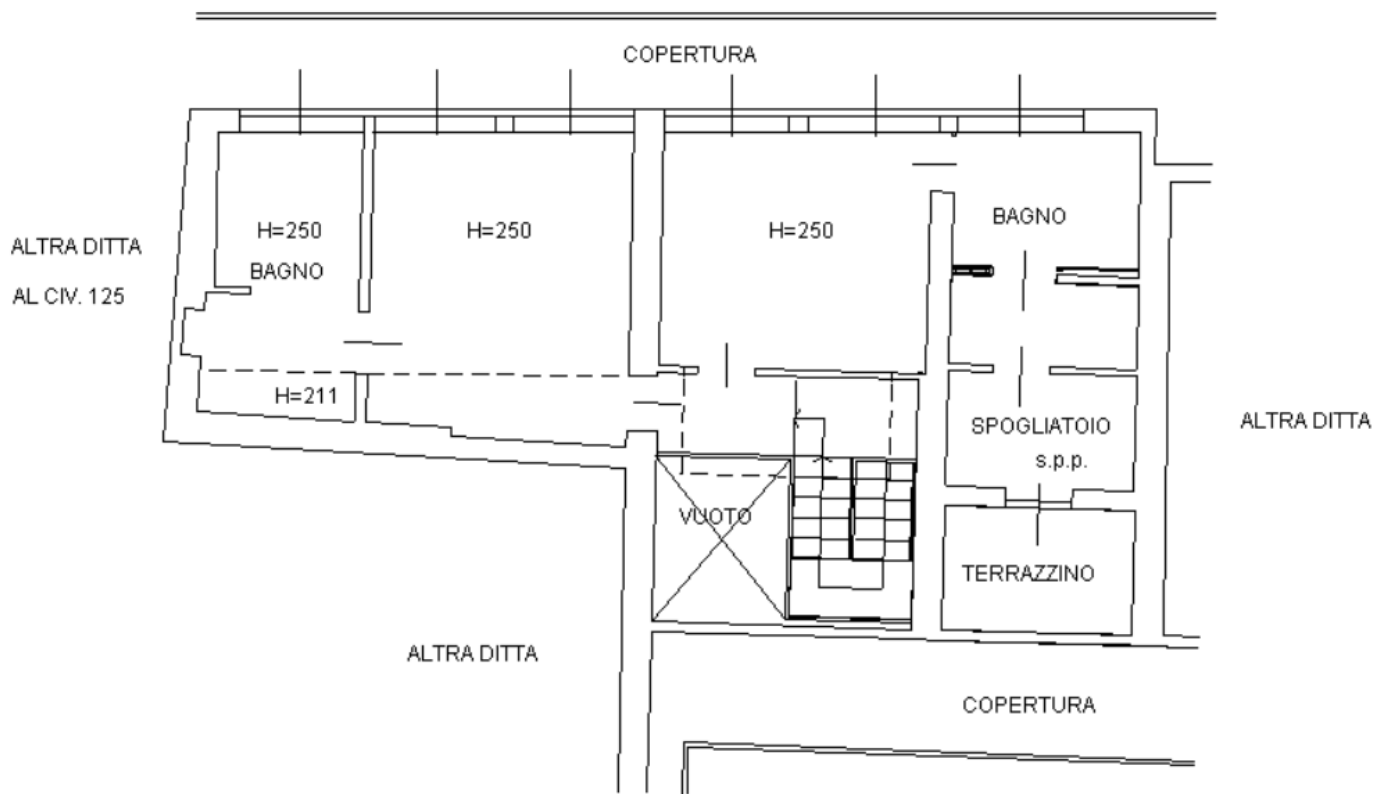 COPERTURA
H=250
BAGNO
H=250
H=250
BAGNO
ALTRA DITTA
AL CIV. 125
H=211
SPOGLIATOIO
s.p.p.
ALTRA DITTA
VUOTO
TERRAZZINO
ALTRA DITTA
COPERTURA